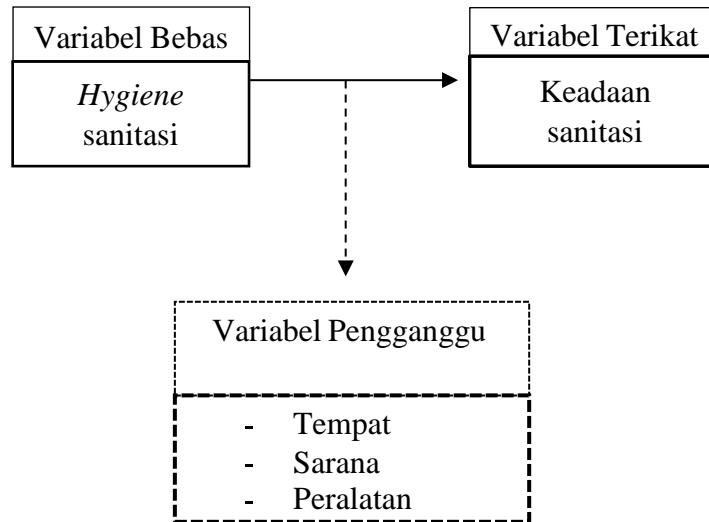 Variabel Bebas
Hygiene
sanitasi
Variabel Terikat
Keadaan
sanitasi
Variabel Pengganggu
- Tempat
- Sarana
- Peralatan